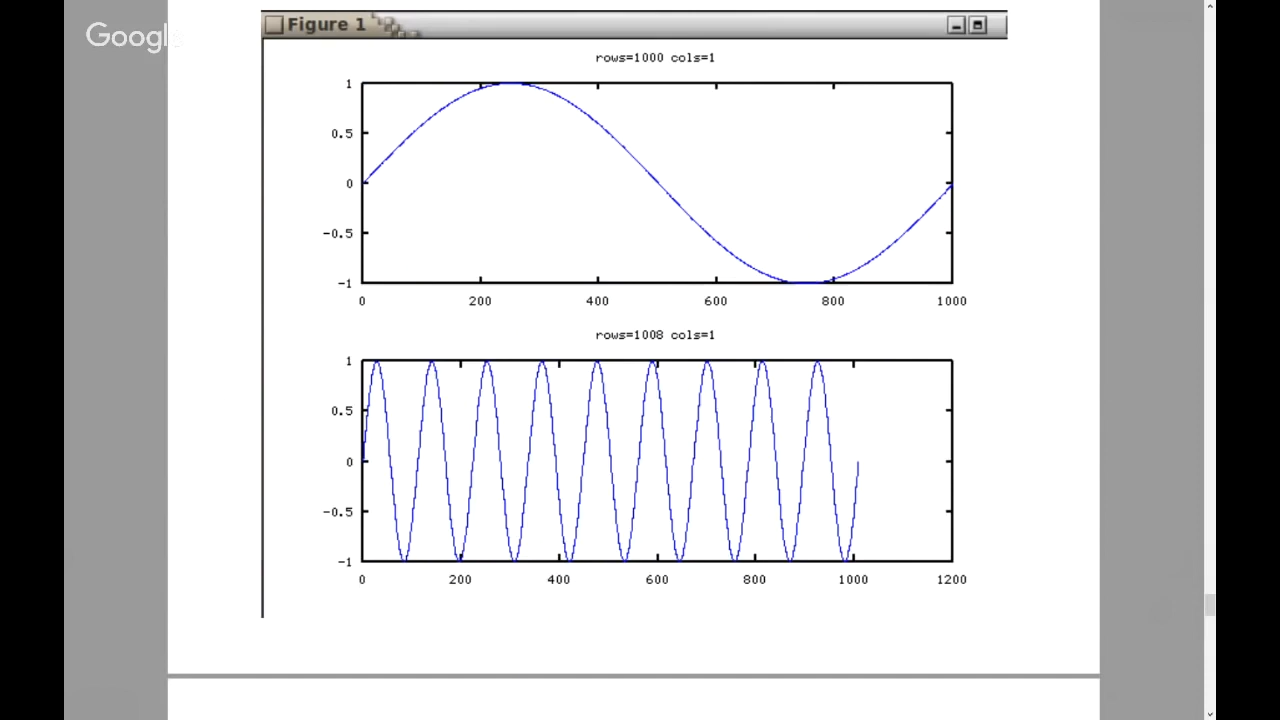 Google
Figure 1
rows=1000 cols=1
1
0.5
0
-0.5
-1
0 200 400 600 800 1000
rows=1008 cols=1
1
0.5
0
-0.5
-1
0 200 400 600 800 1000 1200